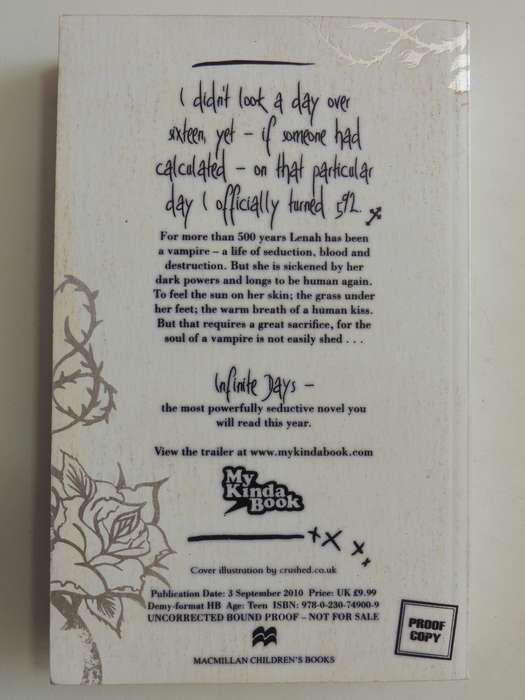 I didn't look a day over
sixteen, yet – if someone had
calculated – on that particular
day I officially turned 592.
For more than 500 years Lenah has been
a vampire – a life of seduction, blood and
destruction. But she is sickened by her
dark powers and longs to be human again.
To feel the sun on her skin; the grass under
her feet; the warm breath of a human kiss.
But that requires a great sacrifice, for the
soul of a vampire is not easily shed . . .
Infinite Days –
the most powerfully seductive novel you
will read this year.
View the trailer at www.mykindabook.com
My
Kinda
Book
Cover illustration by crushed.co.uk
Publication Date: 3 September 2010 Price: UK £9.99
Demy-format HB Age: Teen ISBN: 978-0-230-74900-9
UNCORRECTED BOUND PROOF – NOT FOR SALE
MACMILLAN CHILDREN'S BOOKS
PROOF
COPY